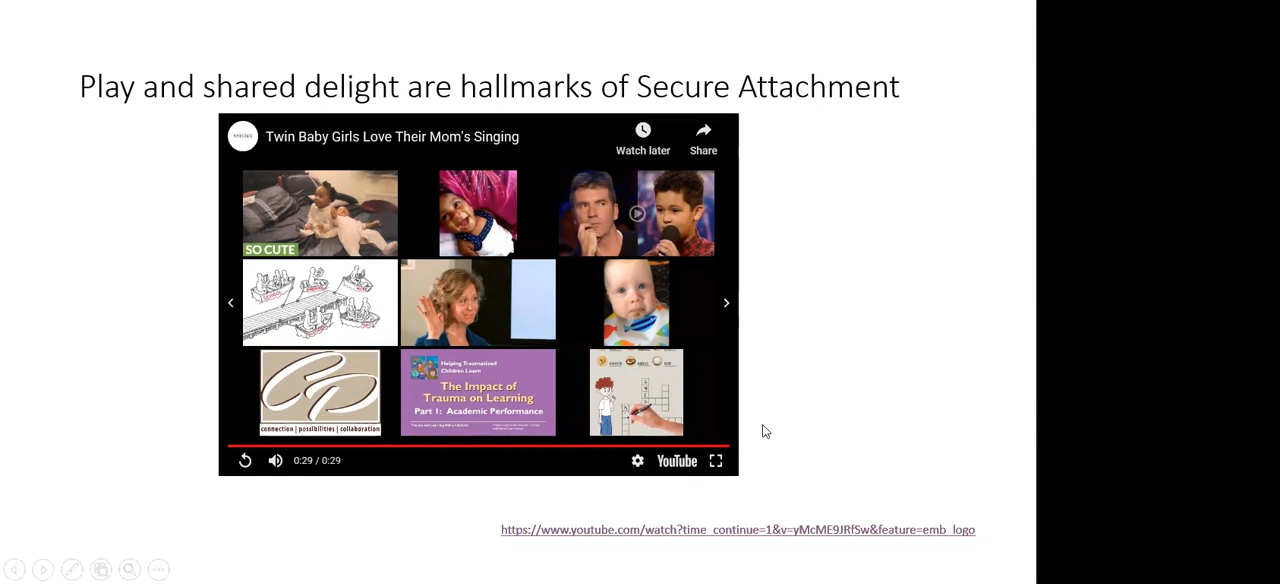 Play and shared delight are hallmarks of Secure Attachment
Twin Baby Girls Love Their Mom's Singing
Watch later
Share
SO CUTE
connection | possibilities | collaboration
Helping Traumatized
Children Learn
The Impact of
Trauma on Learning
Part 1: Academic Performance
0:29 / 0:29
YouTube
https://www.youtube.com/watch?time_continue=1&v=yMcME9JRfSw&feature=emb_logo